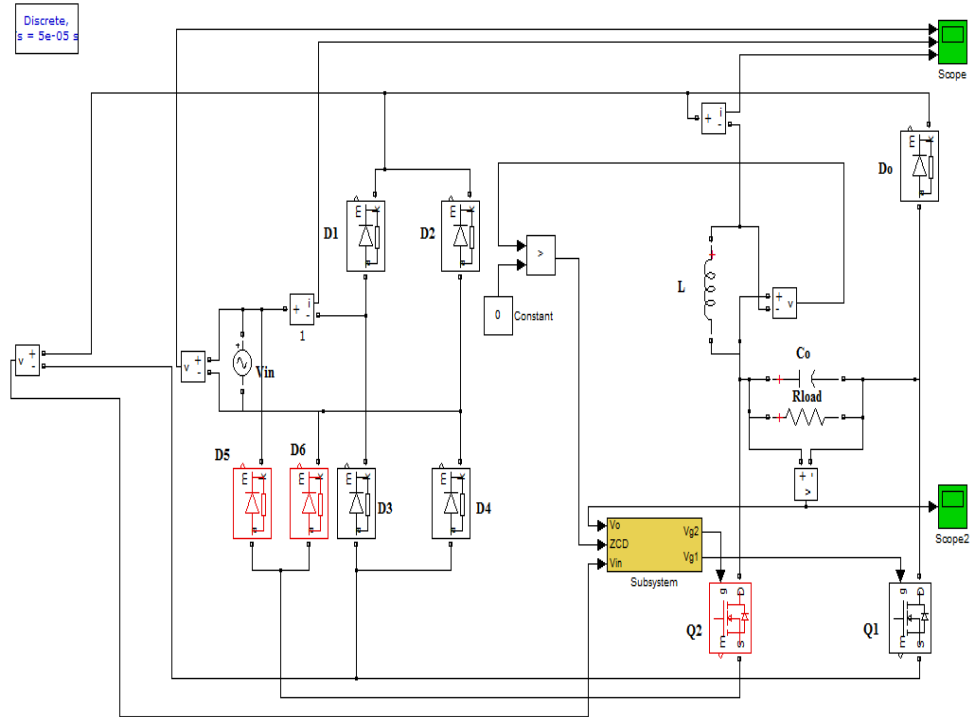 Discrete,
's = 5e-05 s
Scope
E
Do
E
D1
E
D2
i
+
-
>
0
Constant
L
+
-
v
+
i
-
1
v
+
-
v
+
-
Vin
Co
Rload
D5
D6
E
E
E
D3
E
D4
+ -
>
Vo
ZCD
Vin
Vg2
Vg1
Subsystem
Scope2
Q2
g
D
E
S
Q1
g
D
E
S